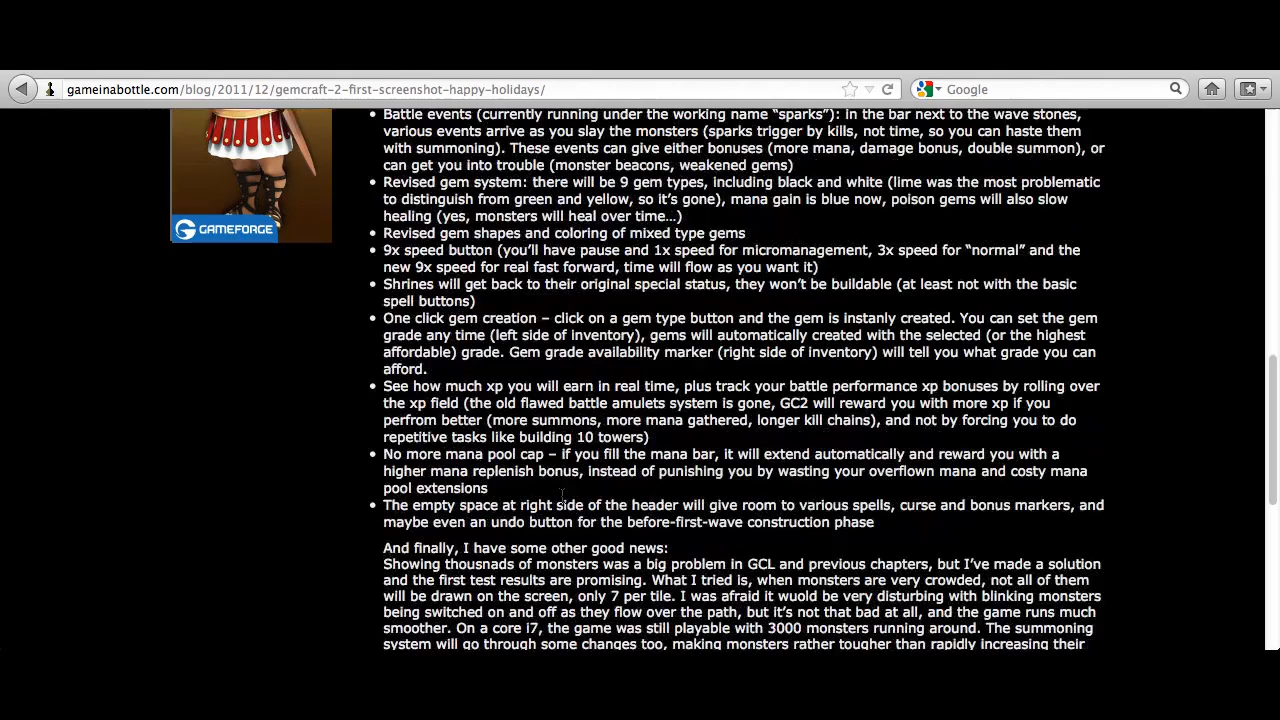 gameinabottle.com/blog/2011/12/gemcraft-2-first-screenshot-happy-holidays/
Google
GAMEFORGE
Battle events (currently running under the working name “sparks”): In the bar next to the wave stones,
various events arrive as you slay the monsters (sparks trigger by kills, not time, so you can haste them
with summoning). These events can give either bonuses (more mana, damage bonus, double summon), or
can get you into trouble (monster beacons, weakened gems)
Revised gem system: there will be 9 gem types, including black and white (lime was the most problematic
to distinguish from green and yellow, so it’s gone), mana gain is blue now, poison gems will also slow
healing (yes, monsters will heal over time...)
Revised gem shapes and coloring of mixed type gems
9x speed button (you’ll have pause and 1x speed for micromanagement, 3x speed for “normal” and the
new 9x speed for real fast forward, time will flow as you want it)
Shrines will get back to their original special status, they won’t be buildable (at least not with the basic
spell buttons)
One click gem creation – click on a gem type button and the gem is instanly created. You can set the gem
grade any time (left side of inventory), gems will automatically created with the selected (or the highest
affordable) grade. Gem grade availability marker (right side of inventory) will tell you what grade you can
afford.
See how much xp you will earn in real time, plus track your battle performance xp bonuses by rolling over
the xp field (the old flawed battle amulets system is gone, GC2 will reward you with more xp if you
perfrom better (more summons, more mana gathered, longer kill chains), and not by forcing you to do
repetitive tasks like building 10 towers)
No more mana pool cap – if you fill the mana bar, it will extend automatically and reward you with a
higher mana replenish bonus, instead of punishing you by wasting your overflown mana and costy mana
pool extensions
The empty space at right side of the header will give room to various spells, curse and bonus markers, and
maybe even an undo button for the before-first-wave construction phase
And finally, I have some other good news:
Showing thousnads of monsters was a big problem in GCL and previous chapters, but I’ve made a solution
and the first test results are promising. What I tried is, when monsters are very crowded, not all of them
will be drawn on the screen, only 7 per tile. I was afraid it wuold be very disturbing with blinking monsters
being switched on and off as they flow over the path, but it’s not that bad at all, and the game runs much
smoother. On a core i7, the game was still playable with 3000 monsters running around. The summoning
system will go through some changes too, making monsters rather tougher than rapidly increasing their